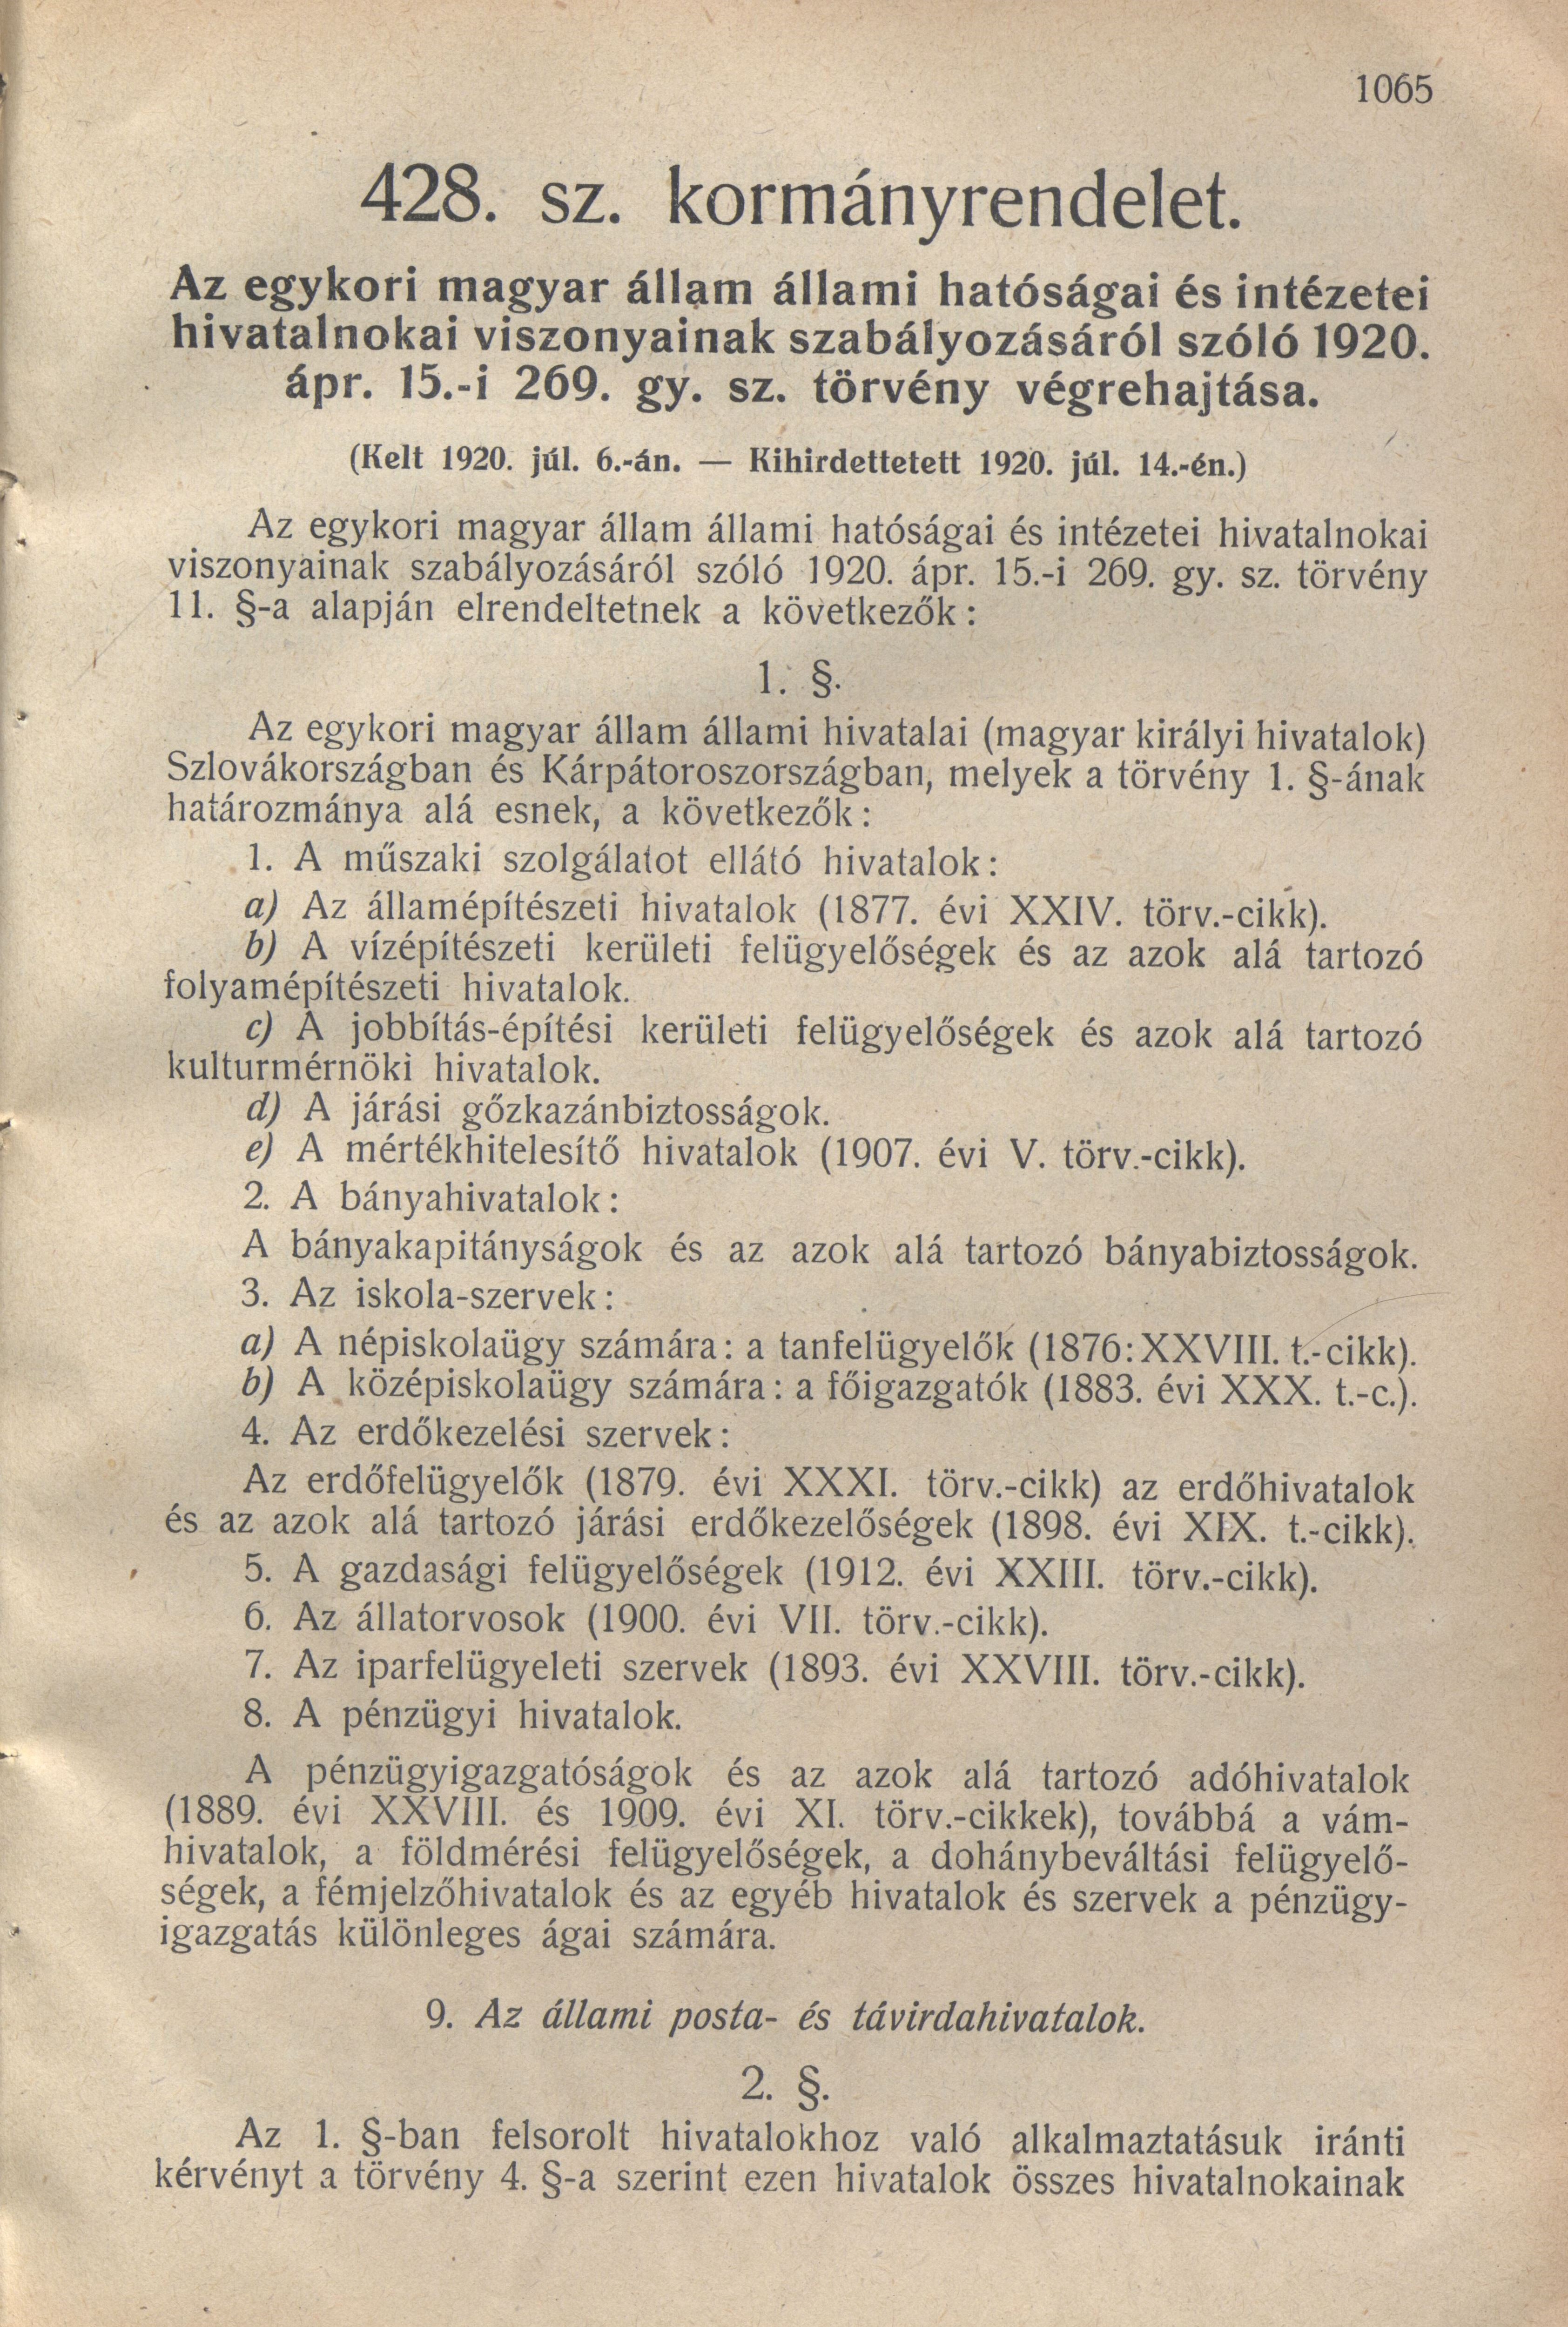 1065
428. sz. kormányrendelet.
Az egykori magyar állam állami hatóságai és intézetei
hivatalnokai viszonyainak szabályozásáról szóló 1920.
ápr. 15.-i 269. gy. sz. törvény végrehajtása.
(Kelt 1920. júl. 6.-án. — Kihirdettetett 1920. júl. 14.-én.)
Az egykori magyar állam állami hatóságai és intézetei hivatalnokai
viszonyainak szabályozásáról szóló 1920. ápr. 15.-i 269. gy. sz. törvény
11. §-a alapján elrendeltetnek a következők:
1. §.
Az egykori magyar állam állami hivatalai (magyar királyi hivatalok)
Szlovákországban és Kárpátoroszországban, melyek a törvény 1. §-ának
határozmánya alá esnek, a következők:
1. A műszaki szolgálatot ellátó hivatalok:
a) Az államépítészeti hivatalok (1877. évi XXIV. törv.-cikk).
b) A vízépítészeti kerületi felügyelőségek és az azok alá tartozó
folyamépítészeti hivatalok.
c) A jobbítás-építési kerületi felügyelőségek és azok alá tartozó
kulturmérnöki hivatalok.
d) A járási gőzkazánbiztosságok.
e) A mértékhitelesítő hivatalok (1907. évi V. törv.-cikk).
2. A bányahivatalok:
A bányakapitányságok és az azok alá tartozó bányabiztosságok.
3. Az iskola-szervek:
a) A népiskolaügy számára: a tanfelügyelők (1876: XXVIII. t.-cikk).
b) A középiskolaügy számára: a főigazgatók (1883. évi XXX. t.-c.).
4. Az erdőkezelési szervek:
Az erdőfelügyelők (1879. évi XXXI. törv.-cikk) az erdőhivatalok
és az azok alá tartozó járási erdőkezelőségek (1898. évi XIX. t.-cikk).
5. A gazdasági felügyelőségek (1912. évi XXIII. törv.-cikk).
6. Az állatorvosok (1900. évi VII. törv.-cikk).
7. Az iparfelügyeleti szervek (1893. évi XXVIII. törv.-cikk).
8. A pénzügyi hivatalok.
A pénzügyigazgatóságok és az azok alá tartozó adóhivatalok
(1889. évi XXVIII. és 1909. évi XI. törv.-cikkek), továbbá a vám-
hivatalok, a földmérési felügyelőségek, a dohánybeváltási felügyelő-
ségek, a fémjelzőhivatalok és az egyéb hivatalok és szervek a pénzügy-
igazgatás különleges ágai számára.
9. Az állami posta- és távirdahivatalok.
2. §.
Az 1. §-ban felsorolt hivatalokhoz való alkalmaztatásuk iránti
kérvényt a törvény 4. §-a szerint ezen hivatalok összes hivatalnokainak